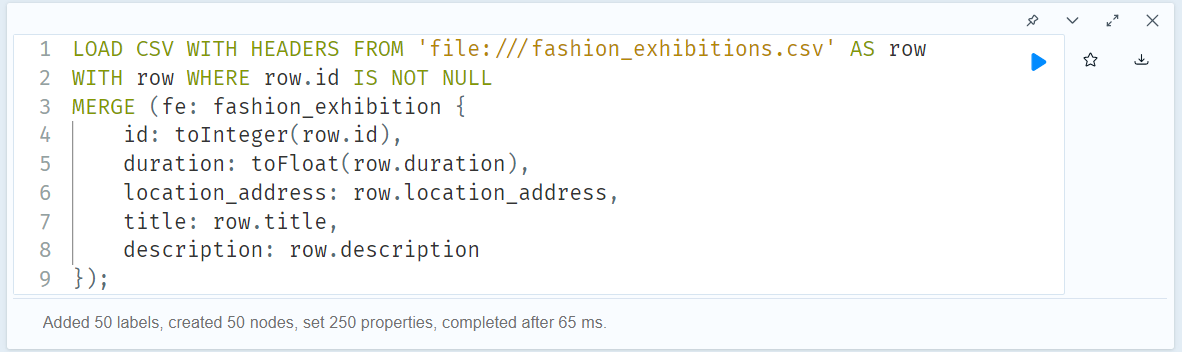 1 LOAD CSV WITH HEADERS FROM 'file:///fashion_exhibitions.csv' AS row
2 WITH row WHERE row.id IS NOT NULL
3 MERGE (fe: fashion_exhibition {
4     id: toInteger(row.id),
5     duration: toFloat(row.duration),
6     location_address: row.location_address,
7     title: row.title,
8     description: row.description
9 });
Added 50 labels, created 50 nodes, set 250 properties, completed after 65 ms.